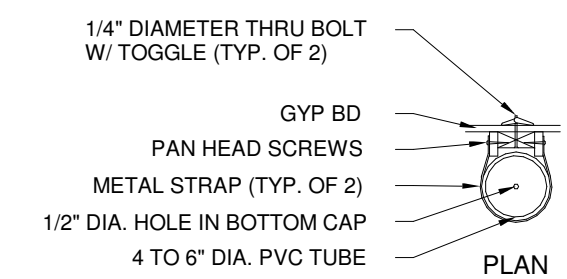 1/4" DIAMETER THRU BOLT
W/ TOGGLE (TYP. OF 2)
GYP BD
PAN HEAD SCREWS
METAL STRAP (TYP. OF 2)
1/2" DIA. HOLE IN BOTTOM CAP
4 TO 6" DIA. PVC TUBE
PLAN